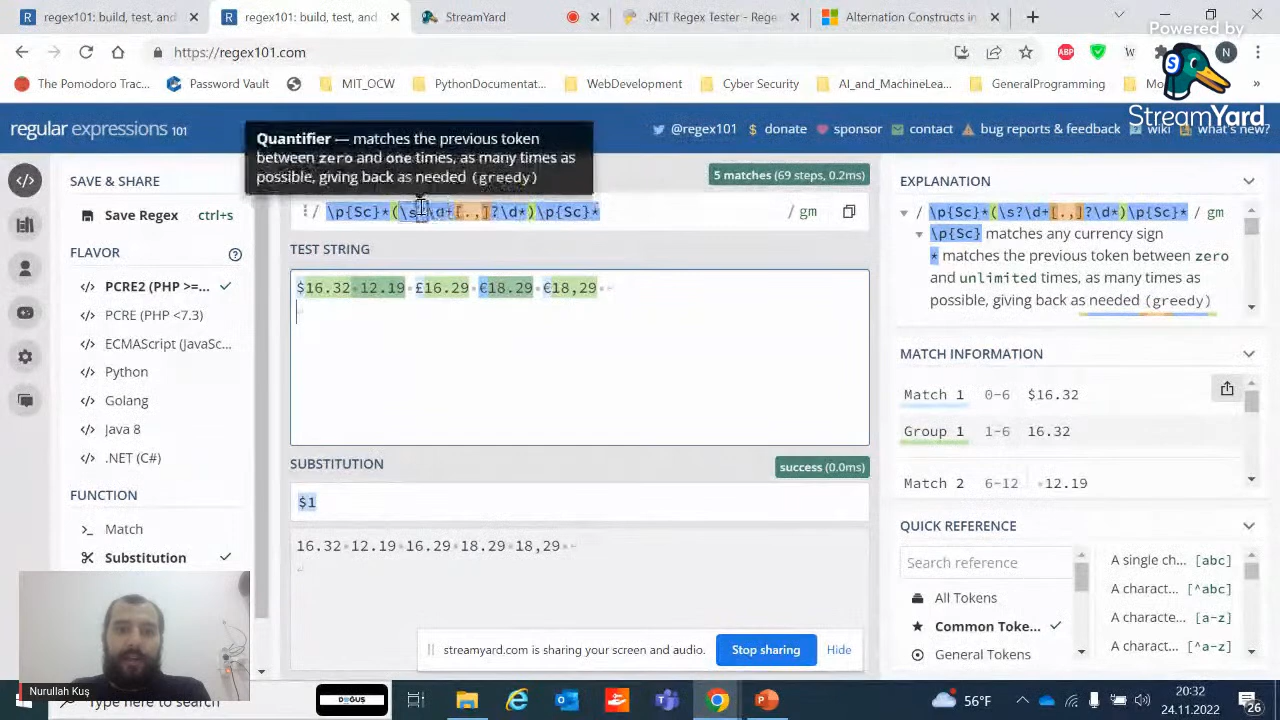 regex101: build, test, and
regex101: build, test, and
StreamYard
.NET Regex Tester - Rege
Alternation Constructs in
Powered by
StreamYard
https://regex101.com
ABP
W
N
The Pomodoro Trac...
Password Vault
MIT_OCW
PythonDocumentati...
WebDevelopment
Cyber Security
AI_and_MachineLea...
GeneralProgramming
regular expressions 101
@regex101
donate
sponsor
contact
bug reports & feedback
wiki
what's new?
Quantifier — matches the previous token
between zero and one times, as many times as
possible, giving back as needed (greedy)
5 matches (69 steps, 0.2ms)
SAVE & SHARE
Save Regex ctrl+s
FLAVOR
PCRE2 (PHP >=...
PCRE (PHP <7.3)
ECMAScript (JavaSc...
Python
Golang
Java 8
.NET (C#)
FUNCTION
Match
Substitution
/ \p{Sc}*(\s?\d+[.,]?\d*)\p{Sc}* / gm
TEST STRING
$16.32 12.19 £16.29 €18.29 €18,29
SUBSTITUTION
success (0.0ms)
$1
16.32 12.19 16.29 18.29 18,29
EXPLANATION
/ \p{Sc}*(\s?\d+[.,]?\d*)\p{Sc}* / gm
\p{Sc} matches any currency sign
* matches the previous token between zero
and unlimited times, as many times as
possible, giving back as needed (greedy)
MATCH INFORMATION
Match 1 0-6 $16.32
Group 1 1-6 16.32
Match 2 6-12 12.19
QUICK REFERENCE
Search reference
All Tokens
Common Toke...
General Tokens
A single ch... [abc]
A charact... [^abc]
A characte... [a-z]
A charact... [^a-z]
streamyard.com is sharing your screen and audio.
Stop sharing
Hide
Nurullah Kuş
Type here to search
DOĞUŞ
56°F
20:32
24.11.2022
26